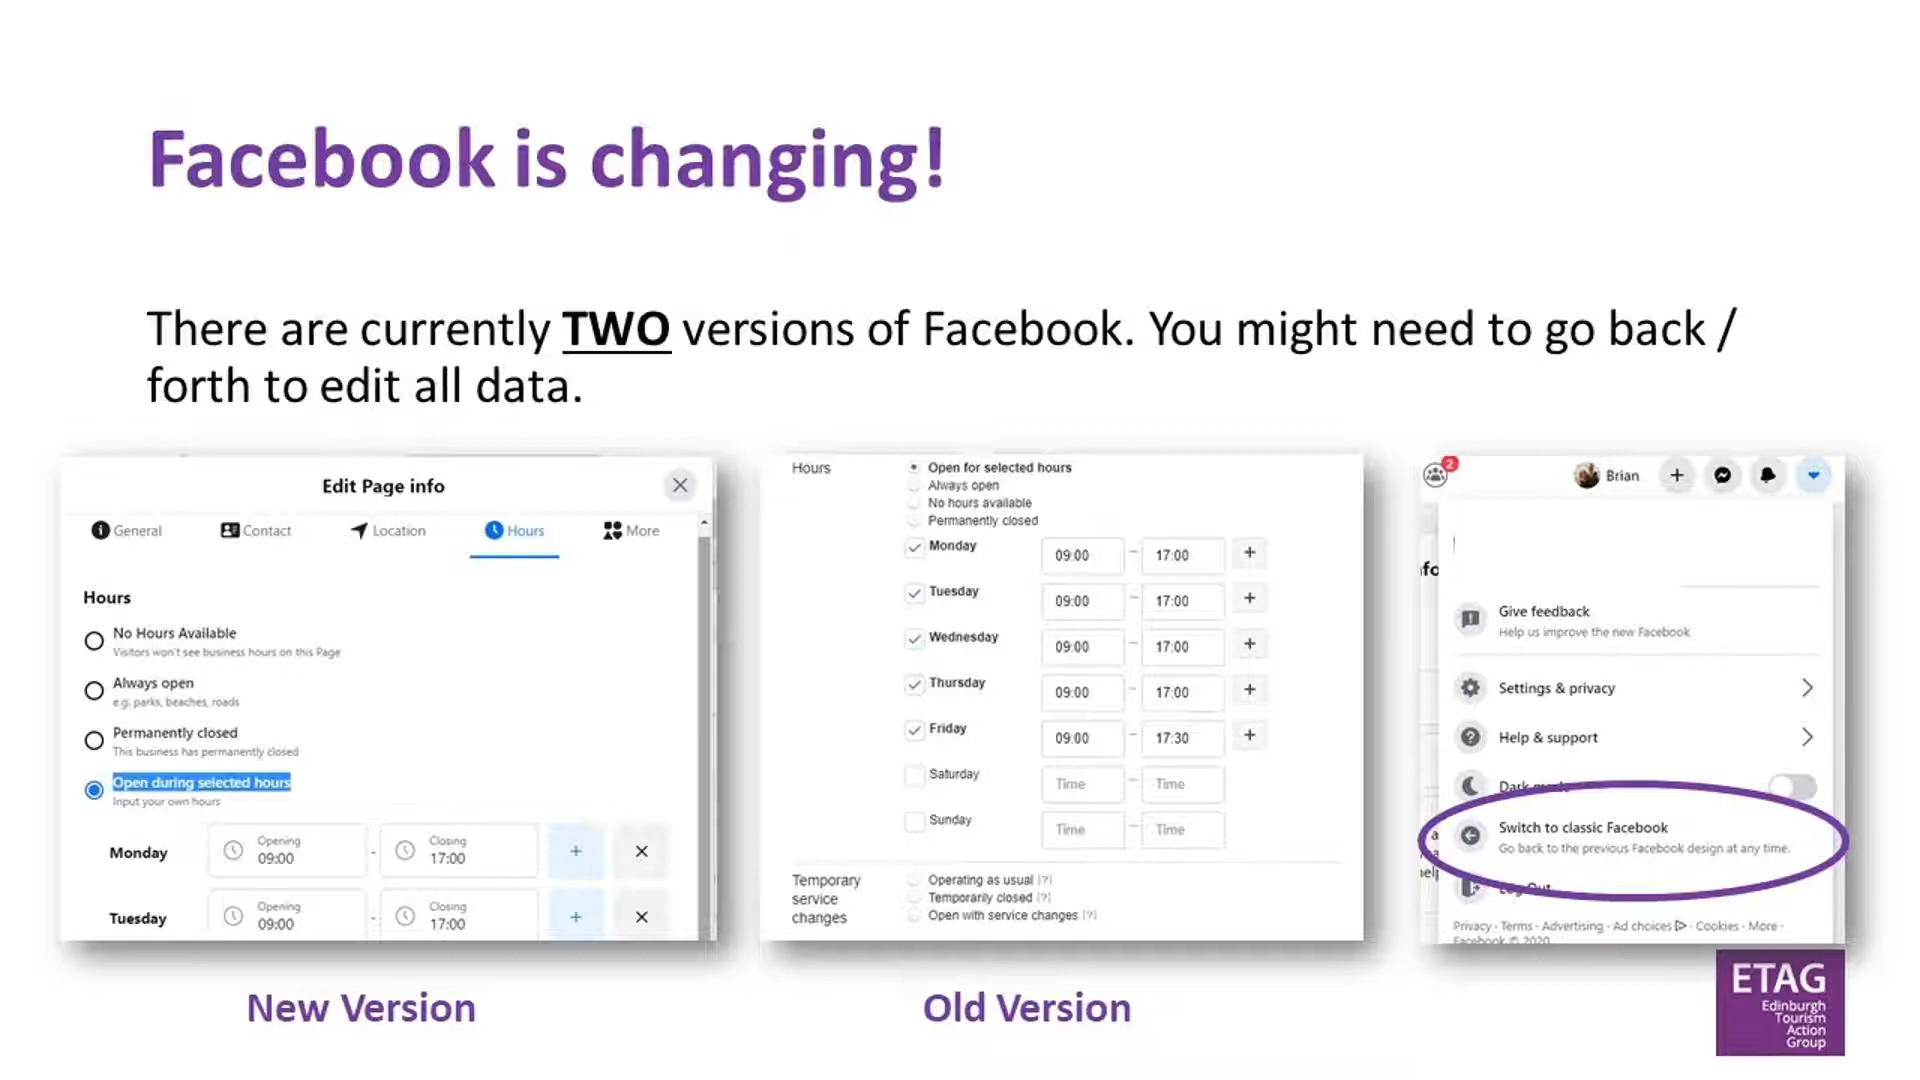 Facebook is changing!
There are currently TWO versions of Facebook. You might need to go back /
forth to edit all data.
Edit Page info
General Contact Location Hours More
Hours
No Hours Available
Visitors won't see business hours on this Page
Always open
e.g. parks, beaches, roads
Permanently closed
This business has permanently closed
Open during selected hours
Input your own hours
Monday Opening 09:00 - Closing 17:00 + ×
Tuesday Opening 09:00 - Closing 17:00 + ×
New Version
Hours
Open for selected hours
Always open
No hours available
Permanently closed
Monday 09:00 – 17:00 +
Tuesday 09:00 – 17:00 +
Wednesday 09:00 – 17:00 +
Thursday 09:00 – 17:00 +
Friday 09:00 – 17:30 +
Saturday Time – Time
Sunday Time – Time
Temporary
service
changes
Operating as usual [?]
Temporarily closed [?]
Open with service changes [?]
Old Version
2
Brian
Give feedback
Help us improve the new Facebook
Settings & privacy
Help & support
Dark mode
Switch to classic Facebook
Go back to the previous Facebook design at any time.
Log Out
Privacy · Terms · Advertising · Ad choices · Cookies · More ·
Facebook © 2020
ETAG
Edinburgh
Tourism
Action
Group